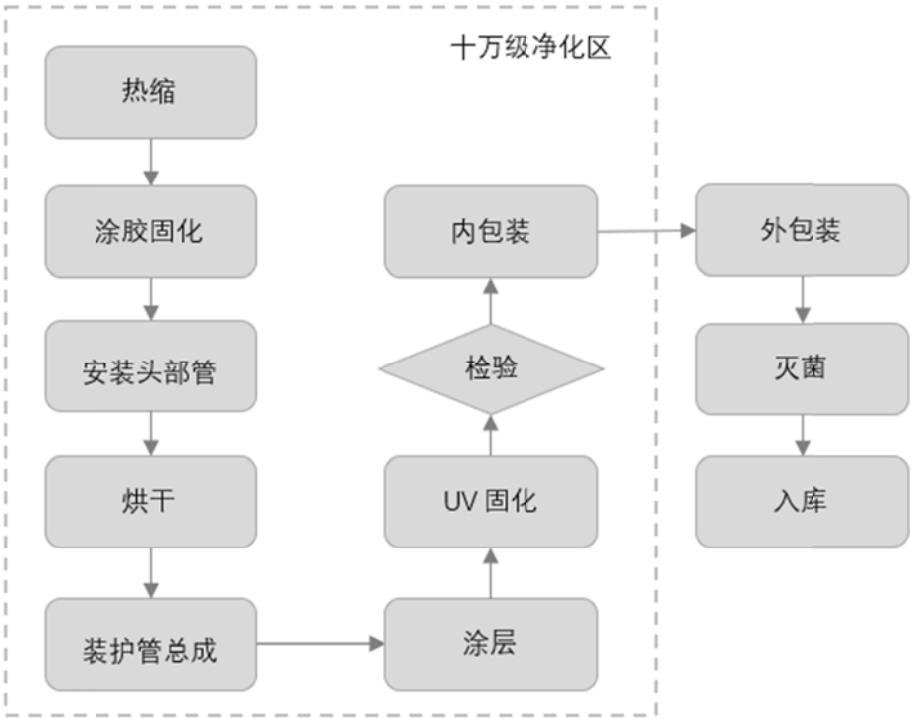 十万级净化区
热缩
涂胶固化
安装头部管
烘干
装护管总成
涂层
UV 固化
检验
内包装
外包装
灭菌
入库